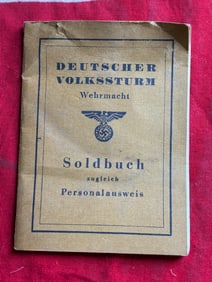 DEUTSCHER
VOLKSSTURM
Wehrmacht
Soldbuch
zugleich
Personalausweis